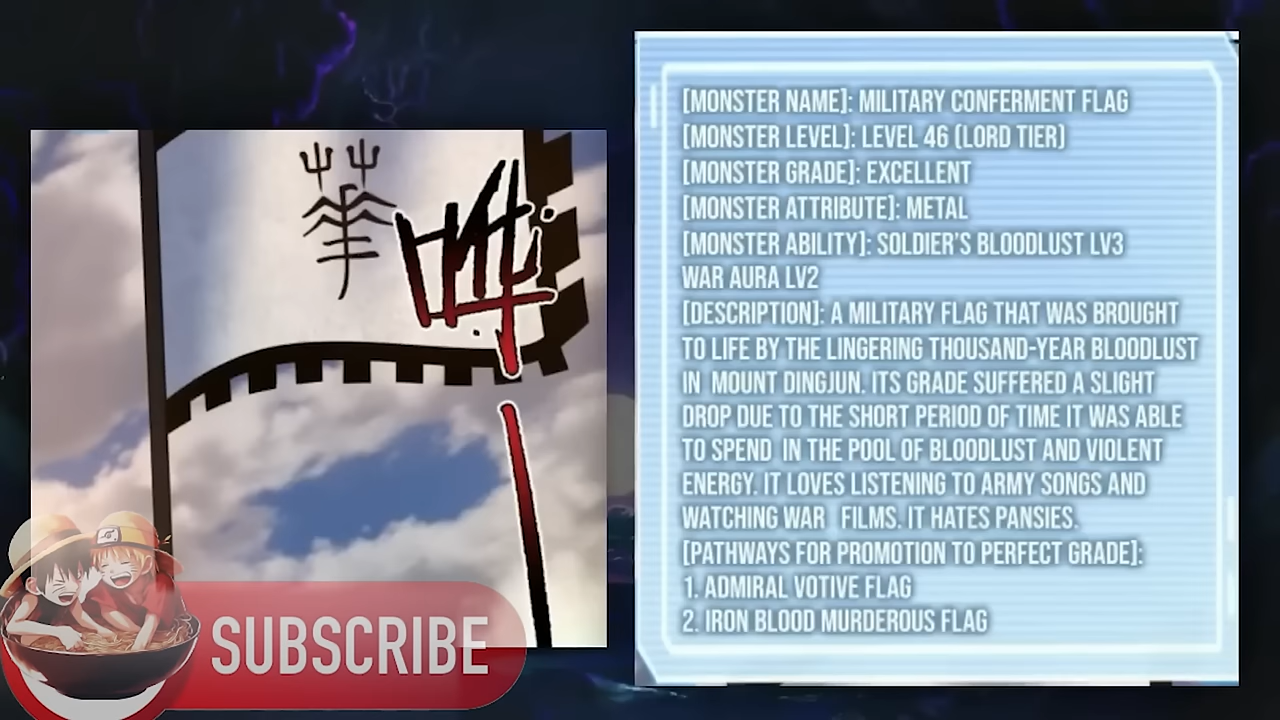 華
[MONSTER NAME]: MILITARY CONFERMENT FLAG
[MONSTER LEVEL]: LEVEL 46 (LORD TIER)
[MONSTER GRADE]: EXCELLENT
[MONSTER ATTRIBUTE]: METAL
[MONSTER ABILITY]: SOLDIER'S BLOODLUST LV3
WAR AURA LV2
[DESCRIPTION]: A MILITARY FLAG THAT WAS BROUGHT
TO LIFE BY THE LINGERING THOUSAND-YEAR BLOODLUST
IN MOUNT DINGJUN. ITS GRADE SUFFERED A SLIGHT
DROP DUE TO THE SHORT PERIOD OF TIME IT WAS ABLE
TO SPEND IN THE POOL OF BLOODLUST AND VIOLENT
ENERGY. IT LOVES LISTENING TO ARMY SONGS AND
WATCHING WAR FILMS. IT HATES PANSIES.
[PATHWAYS FOR PROMOTION TO PERFECT GRADE]:
1. ADMIRAL VOTIVE FLAG
2. IRON BLOOD MURDEROUS FLAG
SUBSCRIBE